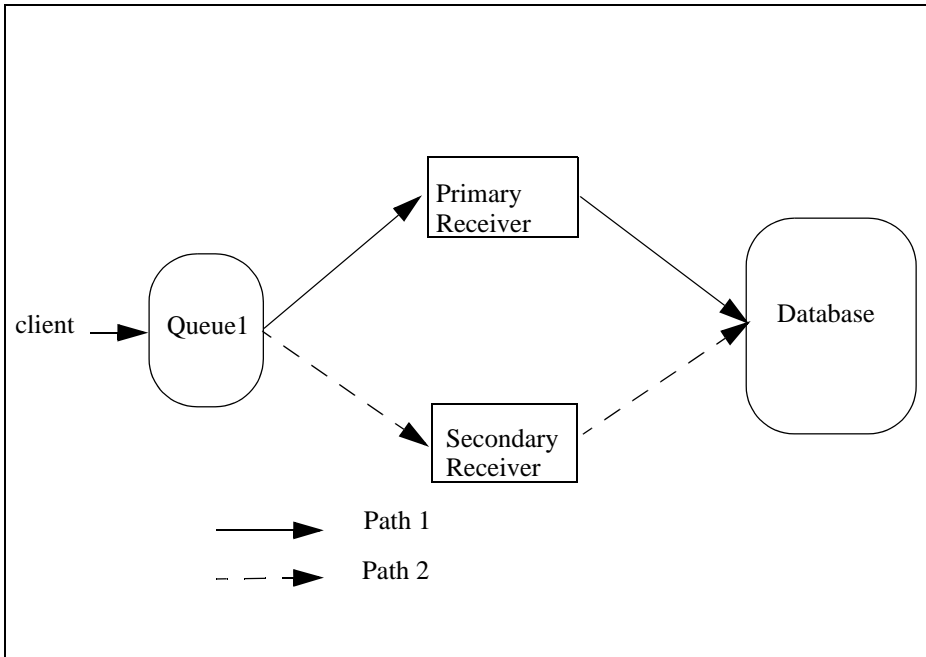 Primary
Receiver
client
Queue1
Database
Secondary
Receiver
Path 1
Path 2